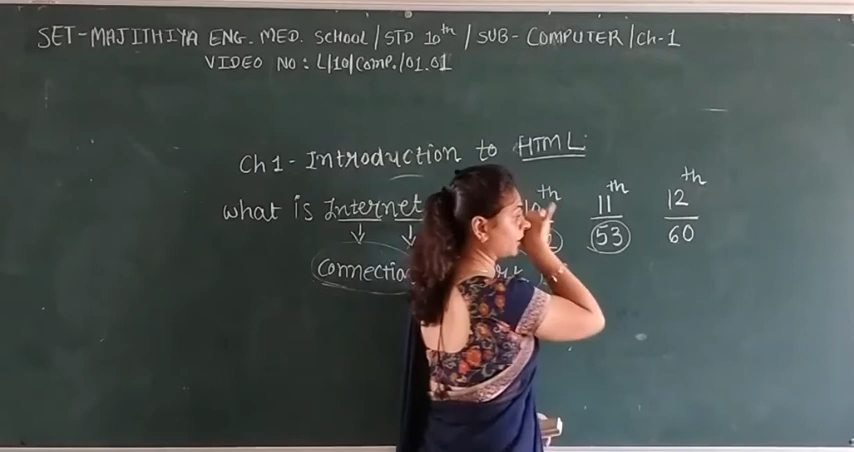 SET-MAJITHIYA ENG. MED. SCHOOL / STD 10th / SUB- COMPUTER / Ch-1
VIDEO NO : L/10/COMP./01.01
Ch 1 - Introduction to HTML
what is Internet 11th 12th
53 60